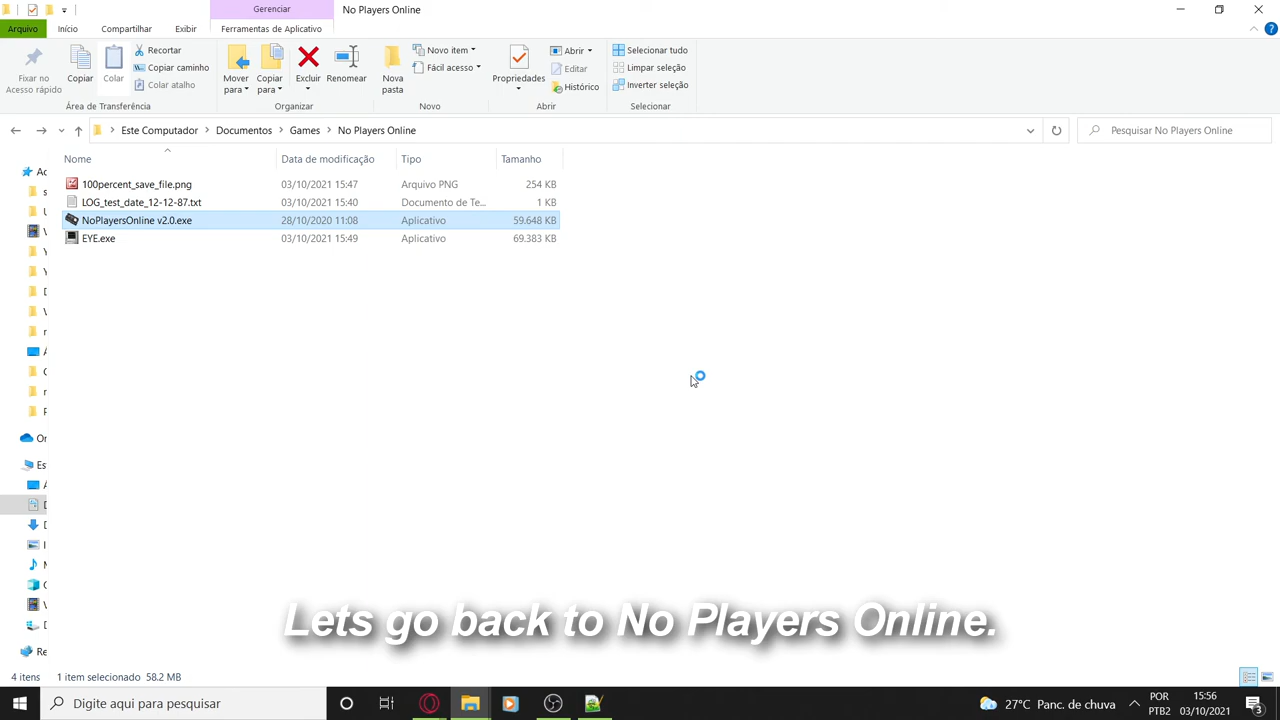 Gerenciar
No Players Online
Arquivo
Início
Compartilhar
Exibir
Ferramentas de Aplicativo
Fixar no
Acesso rápido
Copiar
Colar
Recortar
Copiar caminho
Colar atalho
Área de Transferência
Mover
para
Copiar
para
Excluir
Renomear
Organizar
Nova
pasta
Novo item
Fácil acesso
Novo
Propriedades
Abrir
Editar
Histórico
Abrir
Selecionar tudo
Limpar seleção
Inverter seleção
Selecionar
Este Computador > Documentos > Games > No Players Online
Pesquisar No Players Online
Nome Data de modificação Tipo Tamanho
100percent_save_file.png 03/10/2021 15:47 Arquivo PNG 254 KB
LOG_test_date_12-12-87.txt 03/10/2021 15:40 Documento de Te... 1 KB
NoPlayersOnline v2.0.exe 28/10/2020 11:08 Aplicativo 59.648 KB
EYE.exe 03/10/2021 15:49 Aplicativo 69.383 KB
Lets go back to No Players Online.
4 itens 1 item selecionado 58.2 MB
Digite aqui para pesquisar
27°C Panc. de chuva
POR
PTB2
15:56
03/10/2021
3